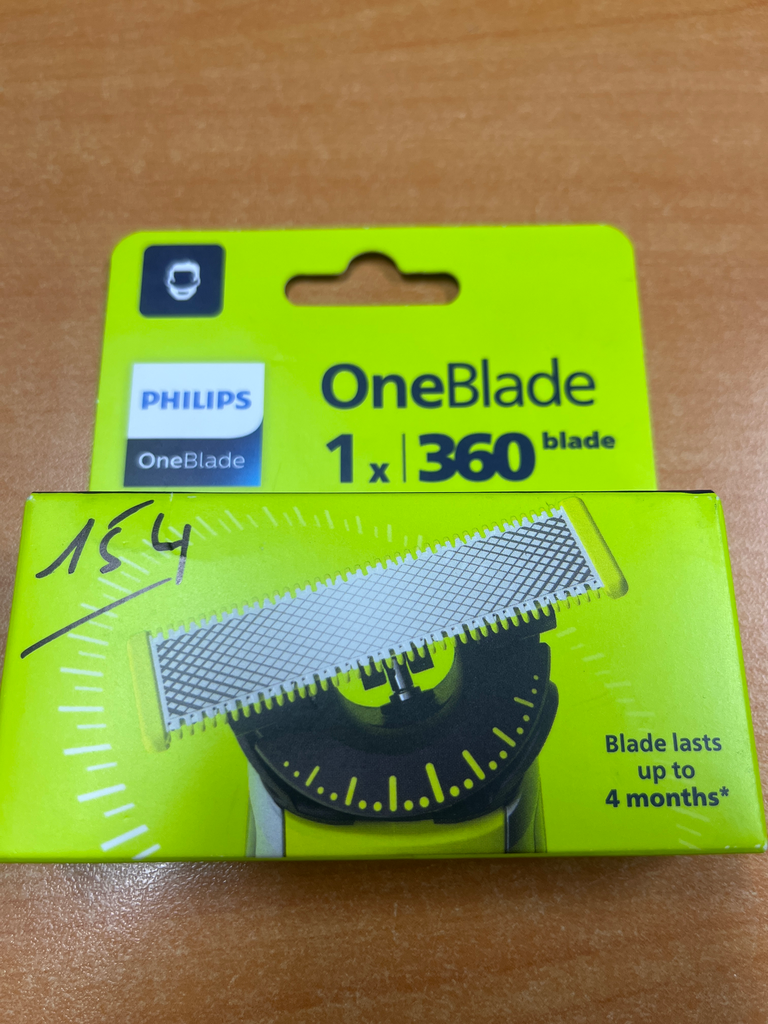 PHILIPS
OneBlade
OneBlade
1 x 360 blade
154
Blade lasts
up to
4 months*